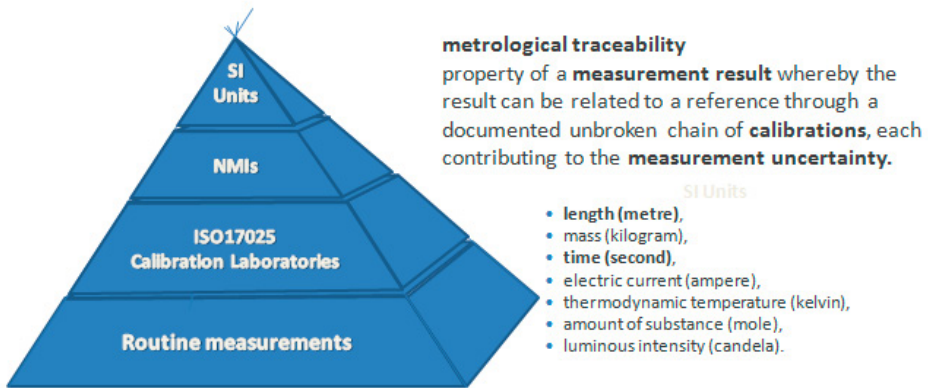 SI
Units
NMIs
ISO17025
Calibration Laboratories
Routine measurements
metrological traceability
property of a measurement result whereby the
result can be related to a reference through a
documented unbroken chain of calibrations, each
contributing to the measurement uncertainty.
SI Units
• length (metre),
• mass (kilogram),
• time (second),
• electric current (ampere),
• thermodynamic temperature (kelvin),
• amount of substance (mole),
• luminous intensity (candela).